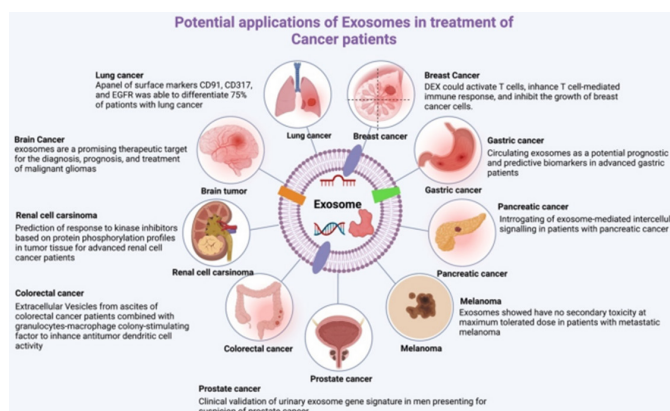 Potential applications of Exosomes in treatment of
Cancer patients
Lung cancer
Apanel of surface markers CD91, CD317,
and EGFR was able to differentiate 75%
of patients with lung cancer
Lung cancer
Breast cancer
Breast Cancer
DEX could activate T cells, inhance T cell-mediated
immune response, and inhibit the growth of breast
cancer cells.
Brain Cancer
exosomes are a promising therapeutic target
for the diagnosis, prognosis, and treatment
of malignant gliomas
Brain tumor
Gastric cancer
Gastric cancer
Circulating exosomes as a potential prognostic
and predictive biomarkers in advanced gastric
patients
Exosome
Renal cell carsinoma
Prediction of response to kinase inhibitors
based on protein phosphorylation profiles
in tumor tissue for advanced renal cell
cancer patients
Renal cell carsinoma
Pancreatic cancer
Intrrogating of exosome-mediated intercellul
signalling in patients with pancreatic cancer
Pancreatic cancer
Colorectal cancer
Extracellular Vesicles from ascites of
colorectal cancer patients combined with
granulocytes-macrophage colony-stimulating
factor to inhance antitumor dendritic cell
activity
Colorectal cancer
Melanoma
Exosomes showed have no secondary toxicity at
maximum tolerated dose in patients with metastatic
melanoma
Melanoma
Prostate cancer
Prostate cancer
Clinical validation of urinary exosome gene signature in men presenting for
suspicion of prostate cancer